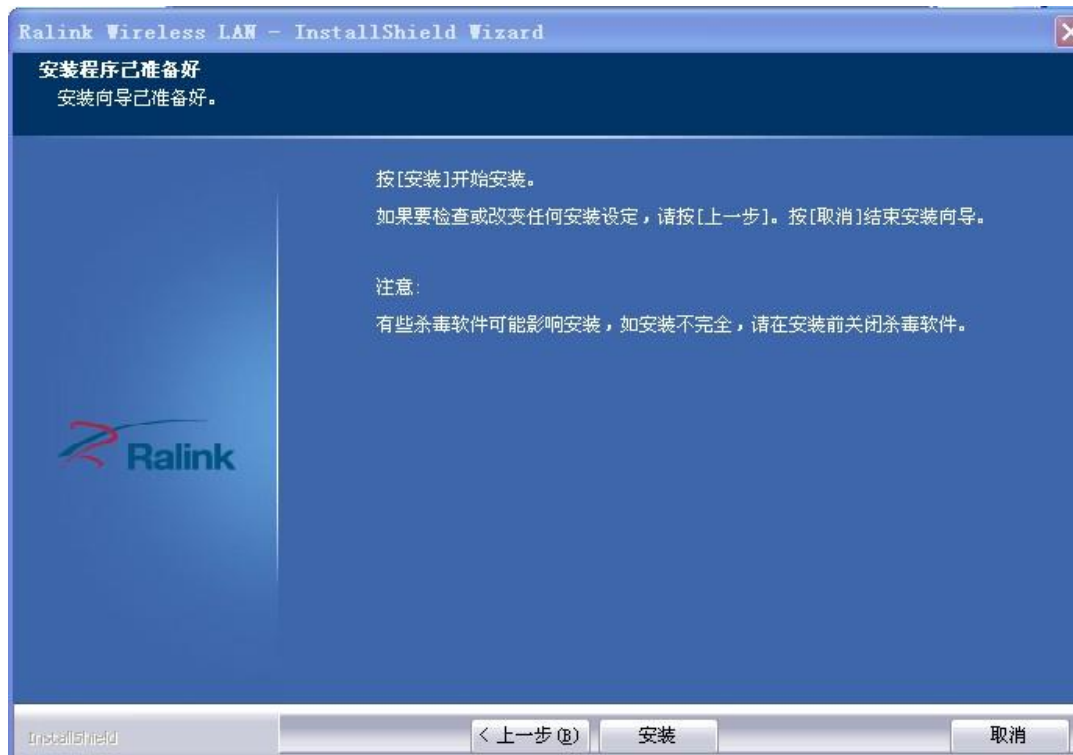 Ralink Wireless LAN - InstallShield Wizard
安装程序已准备好
安装向导已准备好。
按[安装]开始安装。
如果要检查或改变任何安装设定，请按[上一步]。按[取消]结束安装向导。
注意:
有些杀毒软件可能影响安装，如安装不完全，请在安装前关闭杀毒软件。
Ralink
InstallShield
< 上一步(B)
安装
取消